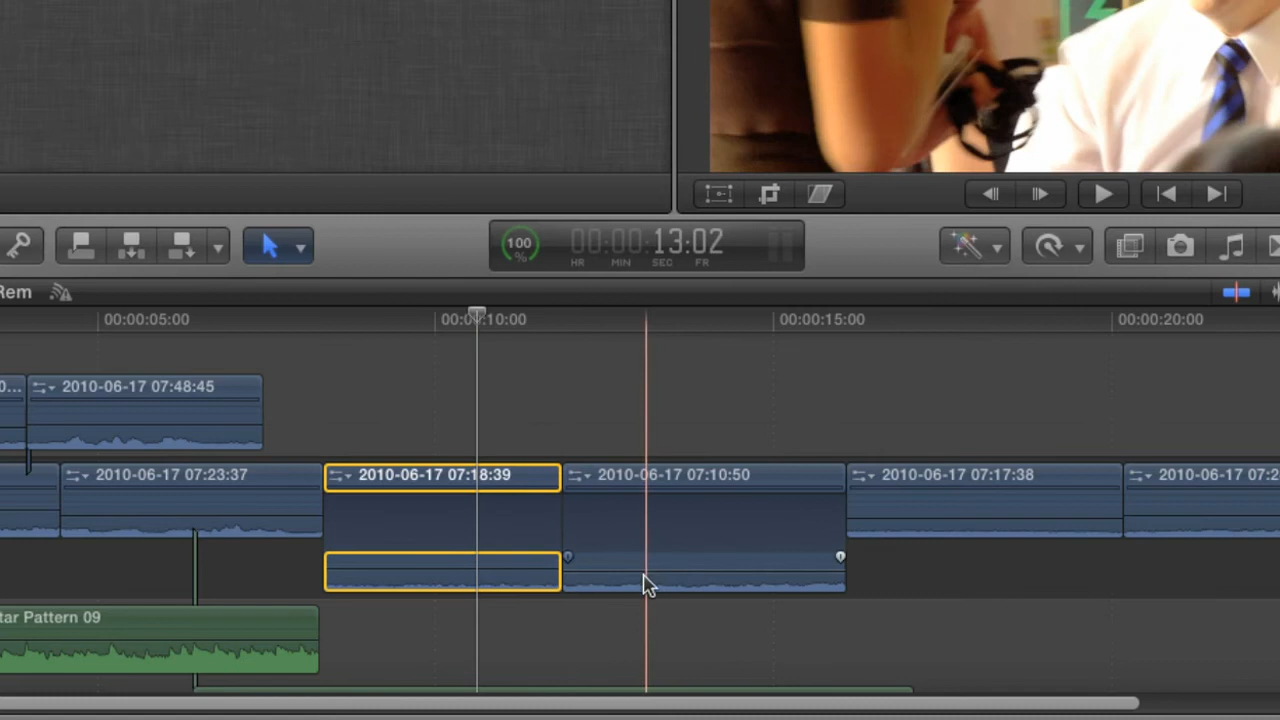 100 % 00:00:13:02
HR MIN SEC FR
Rem
00:00:05:00 00:00:10:00 00:00:15:00 00:00:20:00
0... 2010-06-17 07:48:45
2010-06-17 07:23:37 2010-06-17 07:18:39 2010-06-17 07:10:50 2010-06-17 07:17:38 2010-06-17 07:2
tar Pattern 09